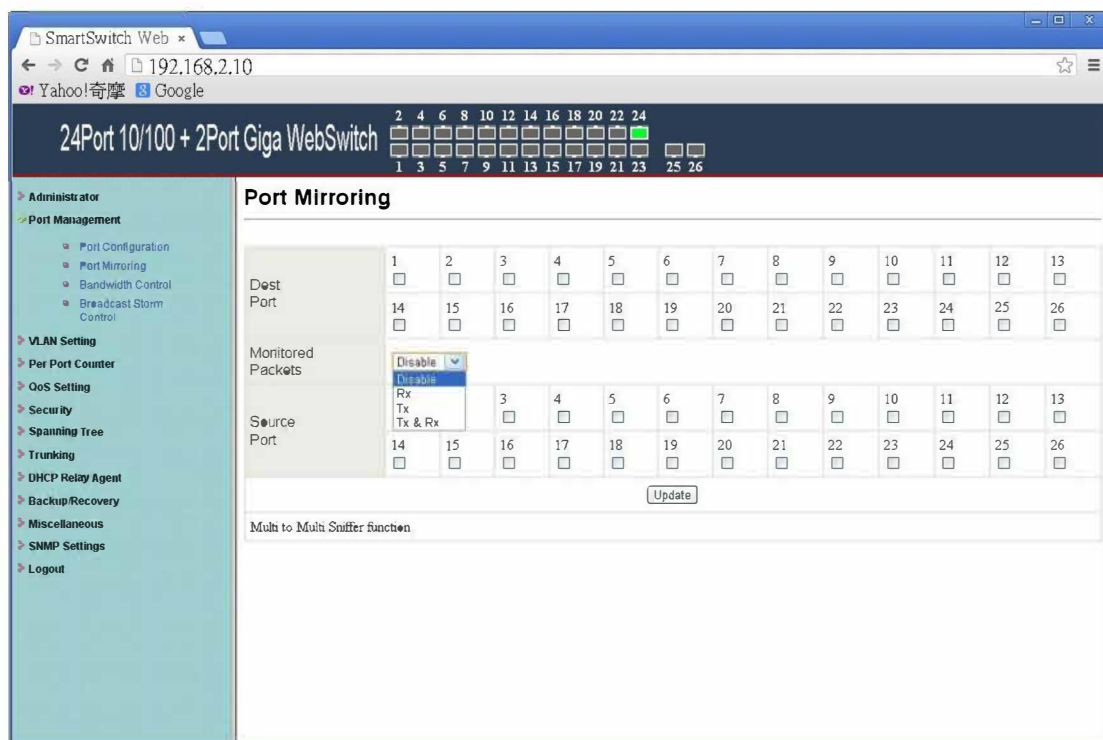 SmartSwitch Web ×
192.168.2.10
Yahoo!奇摩 Google
24Port 10/100 + 2Port Giga WebSwitch
2 4 6 8 10 12 14 16 18 20 22 24
1 3 5 7 9 11 13 15 17 19 21 23 25 26
Administrator
Port Management
Port Configuration
Port Mirroring
Bandwidth Control
Broadcast Storm
Control
VLAN Setting
Per Port Counter
QoS Setting
Security
Spanning Tree
Trunking
DHCP Relay Agent
Backup/Recovery
Miscellaneous
SNMP Settings
Logout
Port Mirroring
Dest
Port
1 2 3 4 5 6 7 8 9 10 11 12 13
14 15 16 17 18 19 20 21 22 23 24 25 26
Monitored
Packets
Disable
Disable
Rx
Tx
Tx & Rx
Source
Port
3 4 5 6 7 8 9 10 11 12 13
14 15 16 17 18 19 20 21 22 23 24 25 26
Update
Multi to Multi Sniffer function